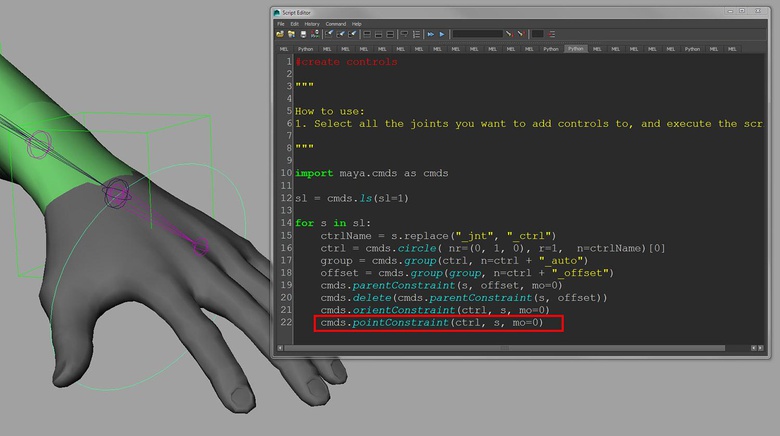 Script Editor
File Edit History Command Help
MEL Python MEL MEL MEL MEL MEL MEL MEL MEL MEL MEL MEL MEL Python Python MEL MEL MEL MEL Python MEL MEL
1 #create controls
2
3 """
4
5 How to use:
6 1. Select all the joints you want to add controls to, and execute the scr
7
8 """
9
10 import maya.cmds as cmds
11
12 sl = cmds.ls(sl=1)
13
14 for s in sl:
15 ctrlName = s.replace("_jnt", "_ctrl")
16 ctrl = cmds.circle( nr=(0, 1, 0), r=1, n=ctrlName)[0]
17 group = cmds.group(ctrl, n=ctrl + "_auto")
18 offset = cmds.group(group, n=ctrl + "_offset")
19 cmds.parentConstraint(s, offset, mo=0)
20 cmds.delete(cmds.parentConstraint(s, offset))
21 cmds.orientConstraint(ctrl, s, mo=0)
22 cmds.pointConstraint(ctrl, s, mo=0)